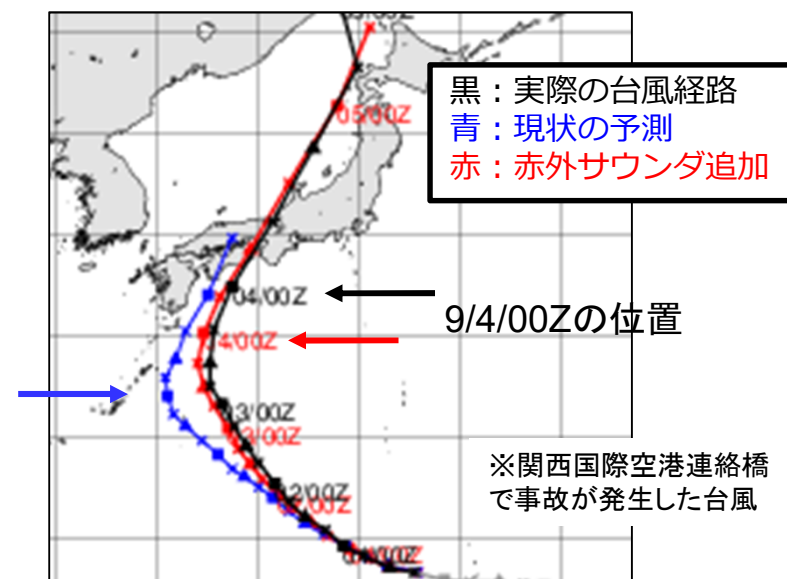 05/00Z
黒：実際の台風経路
青：現状の予測
赤：赤外サウンダ追加
04/00Z
9/4/00Zの位置
4/00Z
3/00Z
3/00Z
2/00Z
※関西国際空港連絡橋
で事故が発生した台風